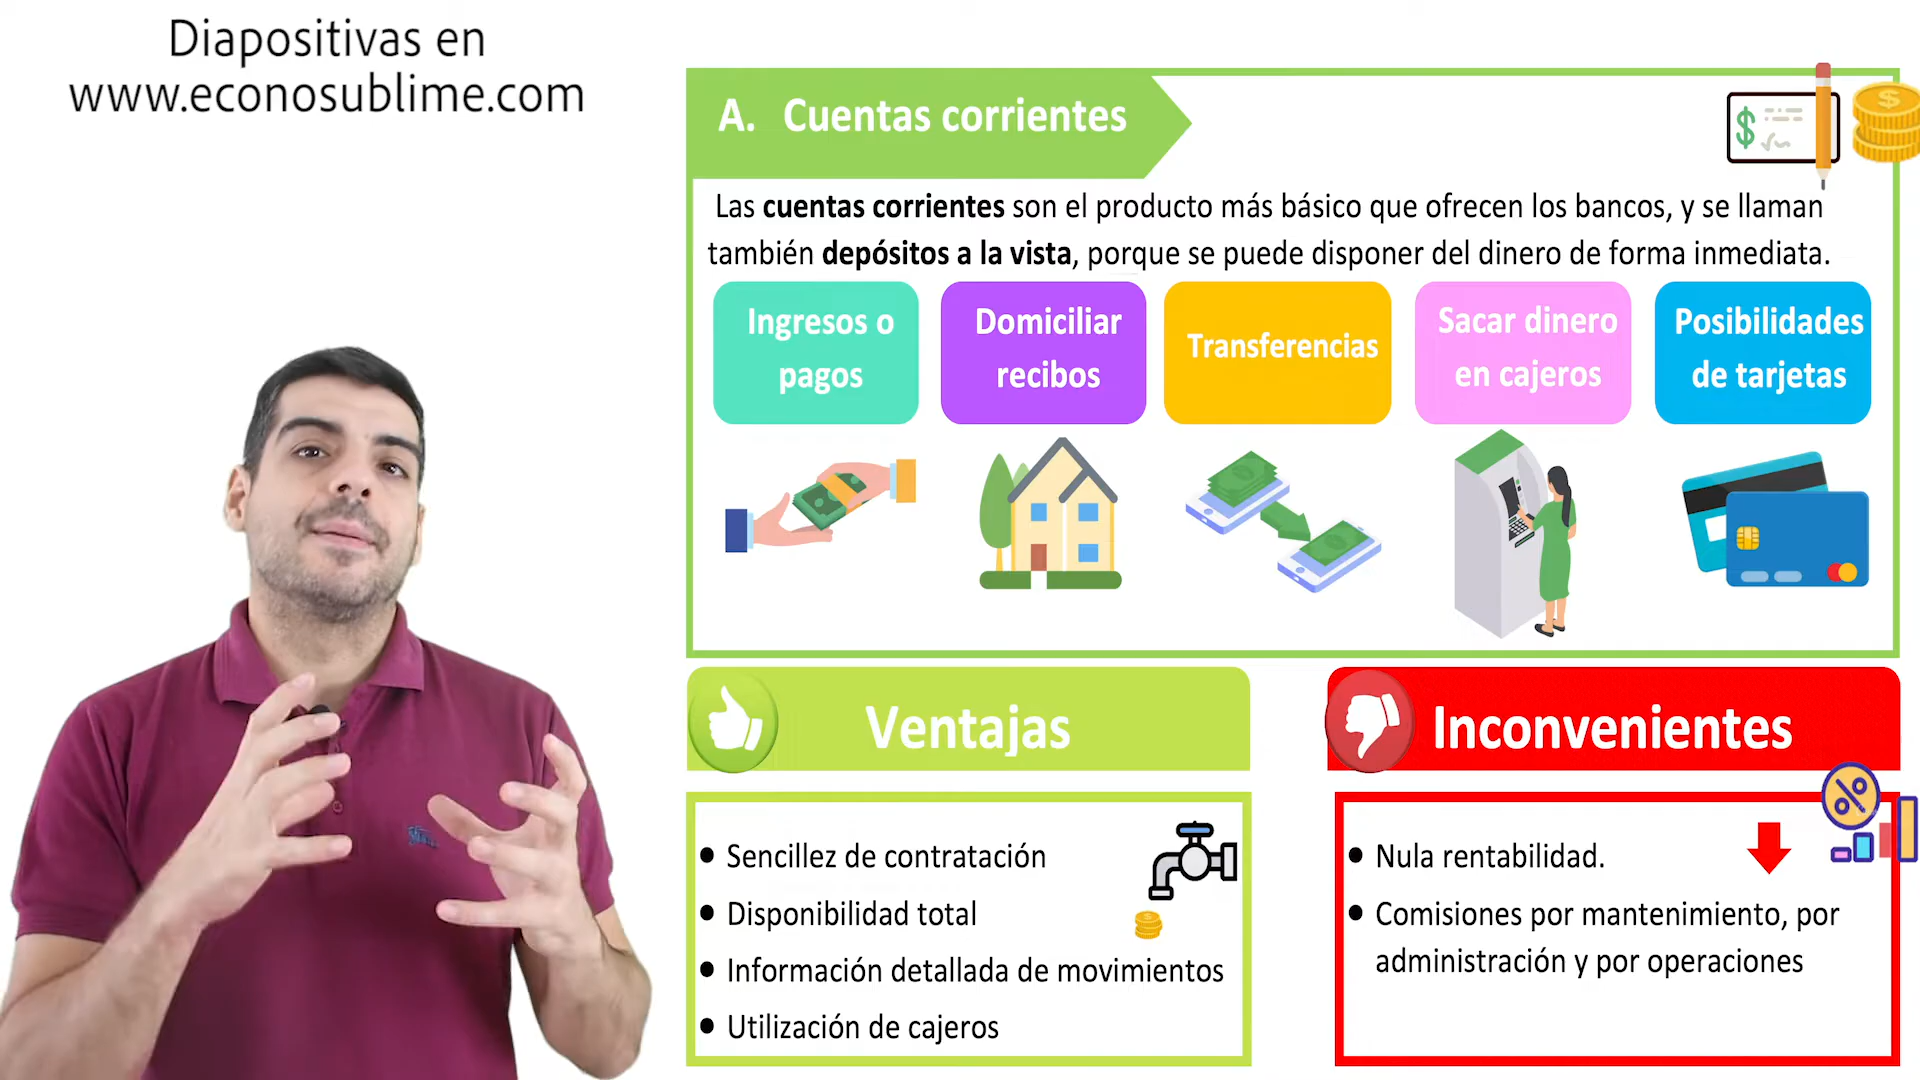 Diapositivas en
www.econosublime.com
A. Cuentas corrientes
Las cuentas corrientes son el producto más básico que ofrecen los bancos, y se llaman
también depósitos a la vista, porque se puede disponer del dinero de forma inmediata.
Ingresos o
pagos
Domiciliar
recibos
Transferencias
Sacar dinero
en cajeros
Posibilidades
de tarjetas
Ventajas
• Sencillez de contratación
• Disponibilidad total
• Información detallada de movimientos
• Utilización de cajeros
Inconvenientes
• Nula rentabilidad.
• Comisiones por mantenimiento, por
administración y por operaciones